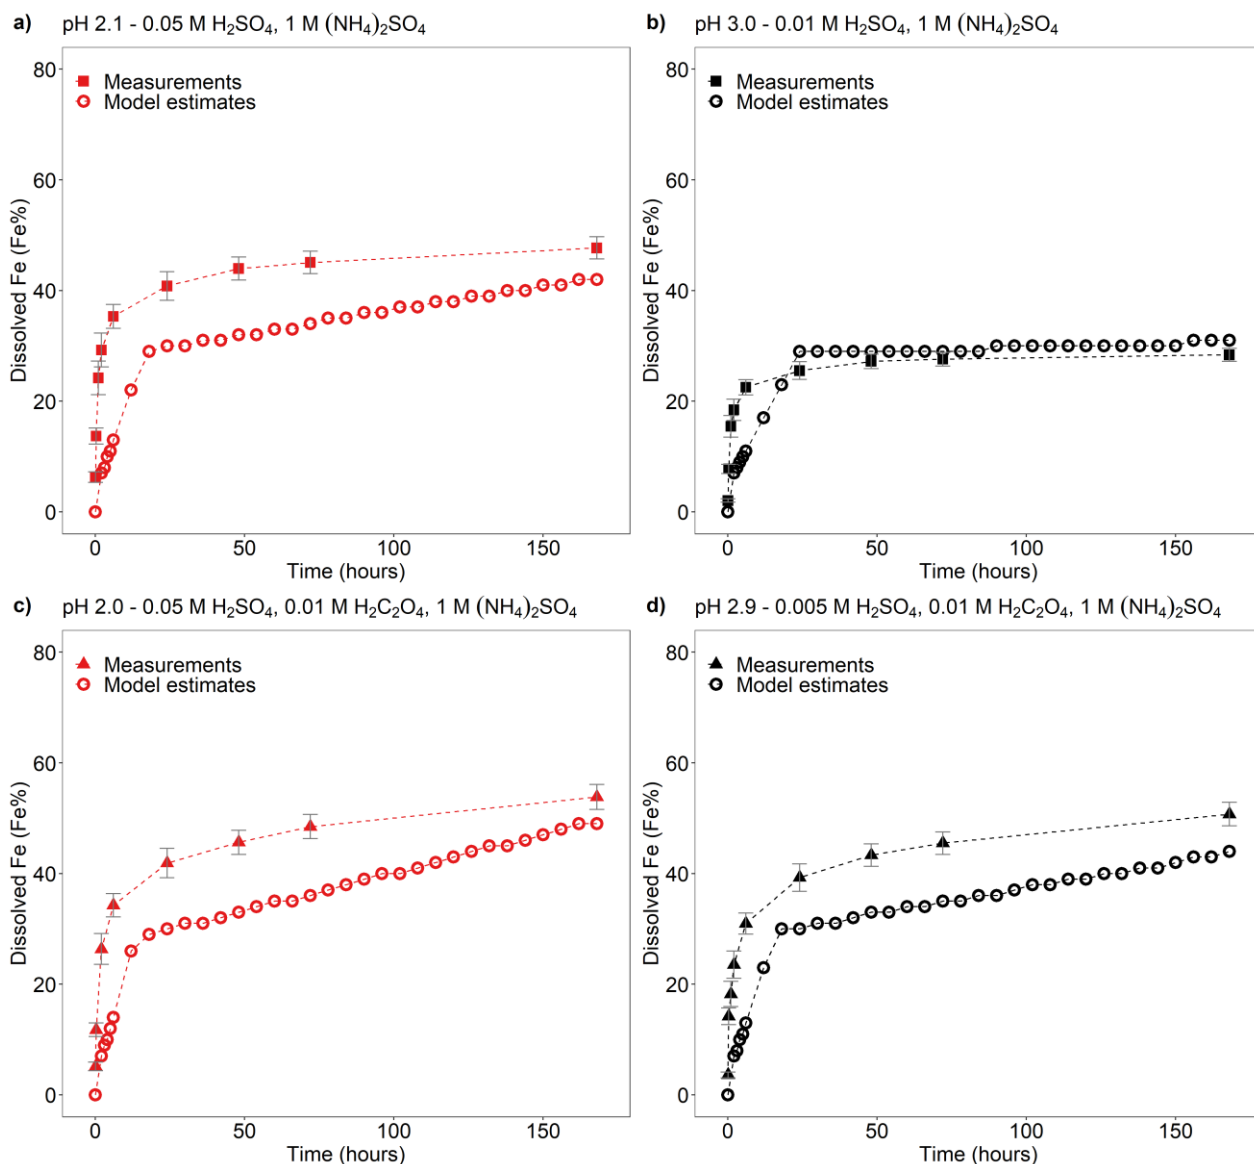 a) pH 2.1 - 0.05 M H₂SO₄, 1 M (NH₄)₂SO₄
Measurements
Model estimates
Dissolved Fe (Fe%)
80
60
40
20
0
0 50 100 150
Time (hours)
b) pH 3.0 - 0.01 M H₂SO₄, 1 M (NH₄)₂SO₄
Measurements
Model estimates
Dissolved Fe (Fe%)
80
60
40
20
0
0 50 100 150
Time (hours)
c) pH 2.0 - 0.05 M H₂SO₄, 0.01 M H₂C₂O₄, 1 M (NH₄)₂SO₄
Measurements
Model estimates
Dissolved Fe (Fe%)
80
60
40
20
0
0 50 100 150
Time (hours)
d) pH 2.9 - 0.005 M H₂SO₄, 0.01 M H₂C₂O₄, 1 M (NH₄)₂SO₄
Measurements
Model estimates
Dissolved Fe (Fe%)
80
60
40
20
0
0 50 100 150
Time (hours)